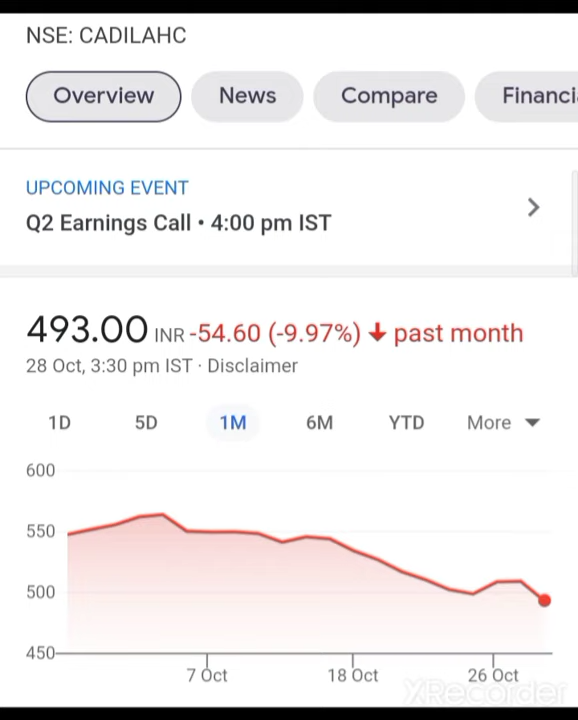 NSE: CADILAHC
Overview News Compare Financi
UPCOMING EVENT
Q2 Earnings Call • 4:00 pm IST
493.00 INR -54.60 (-9.97%) ↓ past month
28 Oct, 3:30 pm IST · Disclaimer
1D 5D 1M 6M YTD More
600
550
500
450
7 Oct 18 Oct 26 Oct
XRecorder